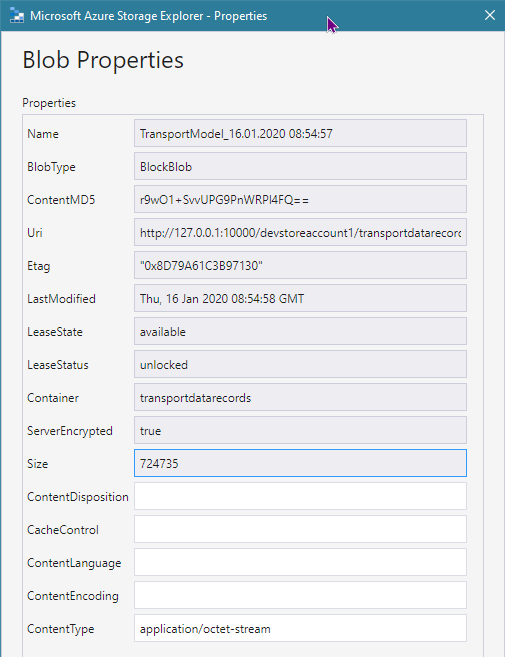 Microsoft Azure Storage Explorer - Properties
Blob Properties
Properties
Name TransportModel_16.01.2020 08:54:57
BlobType BlockBlob
ContentMD5 r9wO1+SvvUPG9PnWRPl4FQ==
Uri http://127.0.0.1:10000/devstoreaccount1/transportdatarecord
Etag "0x8D79A61C3B97130"
LastModified Thu, 16 Jan 2020 08:54:58 GMT
LeaseState available
LeaseStatus unlocked
Container transportdatarecords
ServerEncrypted true
Size 724735
ContentDisposition
CacheControl
ContentLanguage
ContentEncoding
ContentType application/octet-stream